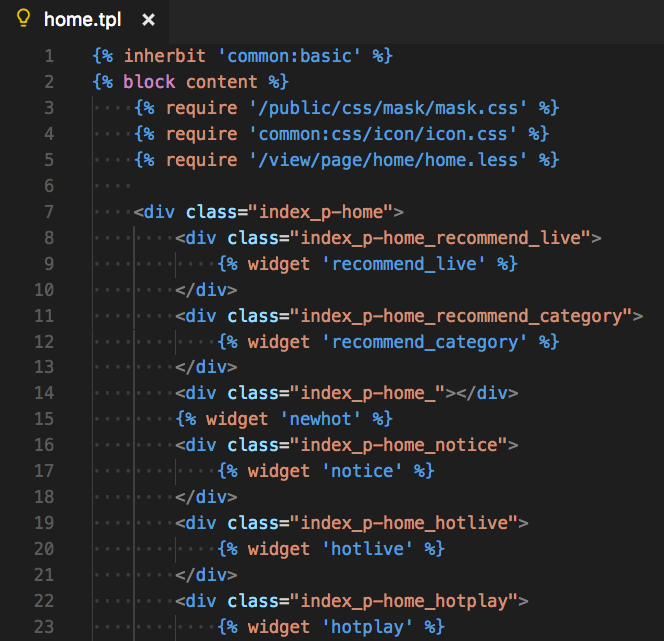 home.tpl ×
1 {% inherbit 'common:basic' %}
2 {% block content %}
3 {% require '/public/css/mask/mask.css' %}
4 {% require 'common:css/icon/icon.css' %}
5 {% require '/view/page/home/home.less' %}
6
7 <div class="index_p-home">
8 <div class="index_p-home_recommend_live">
9 {% widget 'recommend_live' %}
10 </div>
11 <div class="index_p-home_recommend_category">
12 {% widget 'recommend_category' %}
13 </div>
14 <div class="index_p-home_"></div>
15 {% widget 'newhot' %}
16 <div class="index_p-home_notice">
17 {% widget 'notice' %}
18 </div>
19 <div class="index_p-home_hotlive">
20 {% widget 'hotlive' %}
21 </div>
22 <div class="index_p-home_hotplay">
23 {% widget 'hotplay' %}